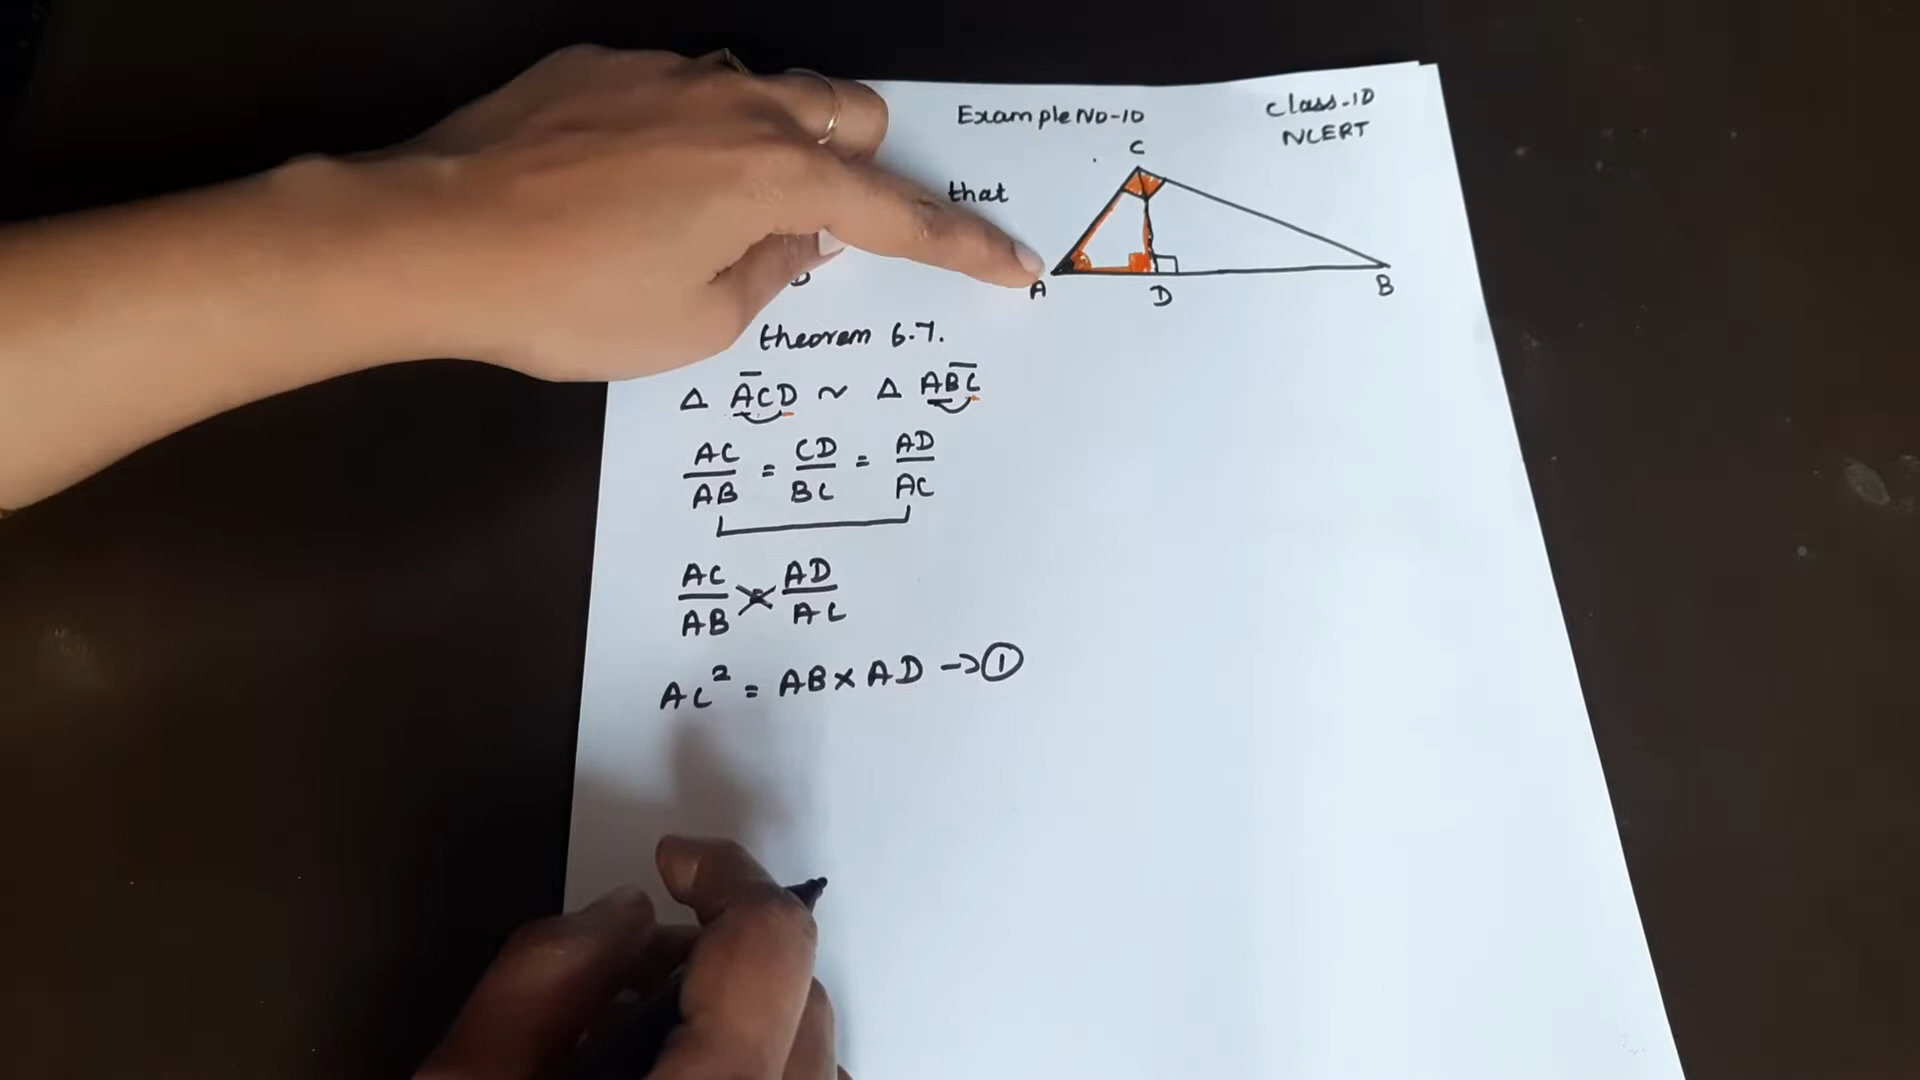 Example No-10
Class-10
NCERT
C
that
A
D
B
theorem 6.7.
Δ ACD ~ Δ ABC
AC/AB = CD/BC = AD/AC
AC/AB × AD/AC
AC² = AB × AD → ①